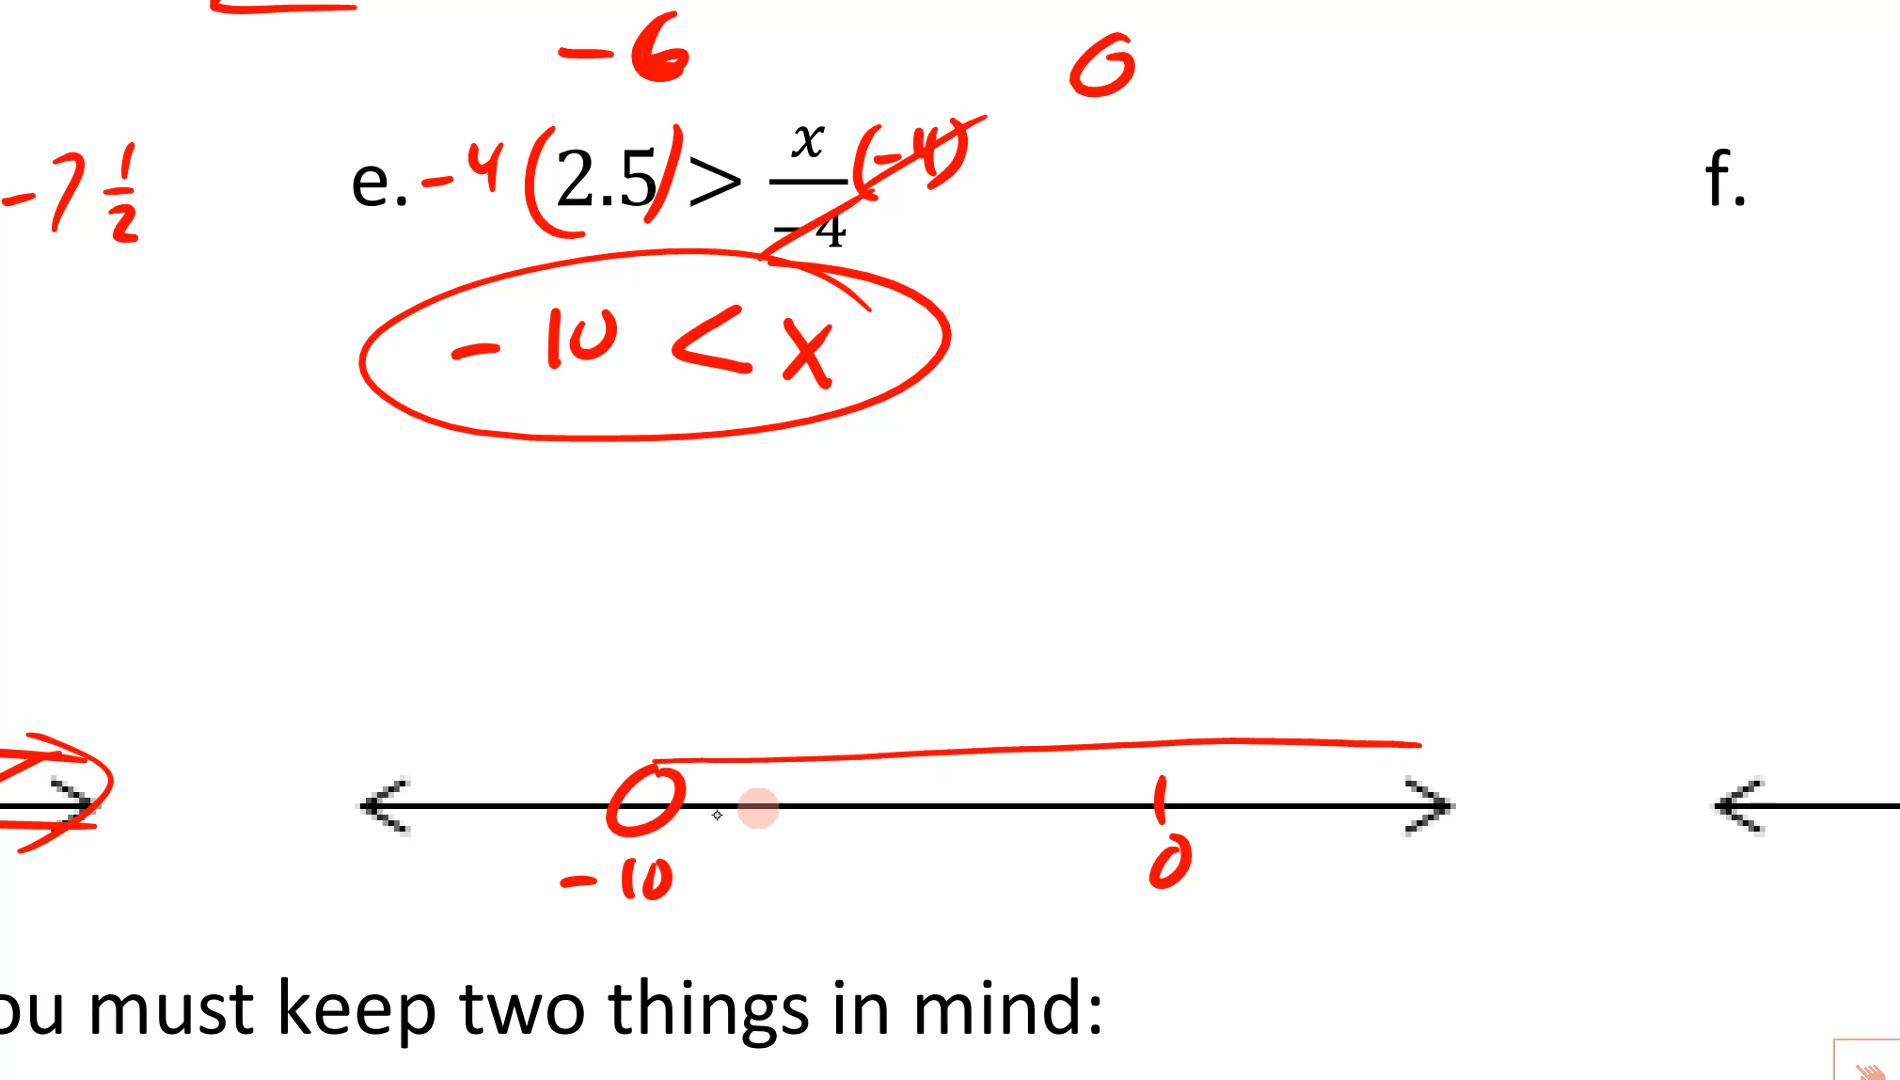 -6 0
-7 1/2
e. -4(2.5) > x/-4 (-4)
f.
-10 < x
-10 0
ou must keep two things in mind: